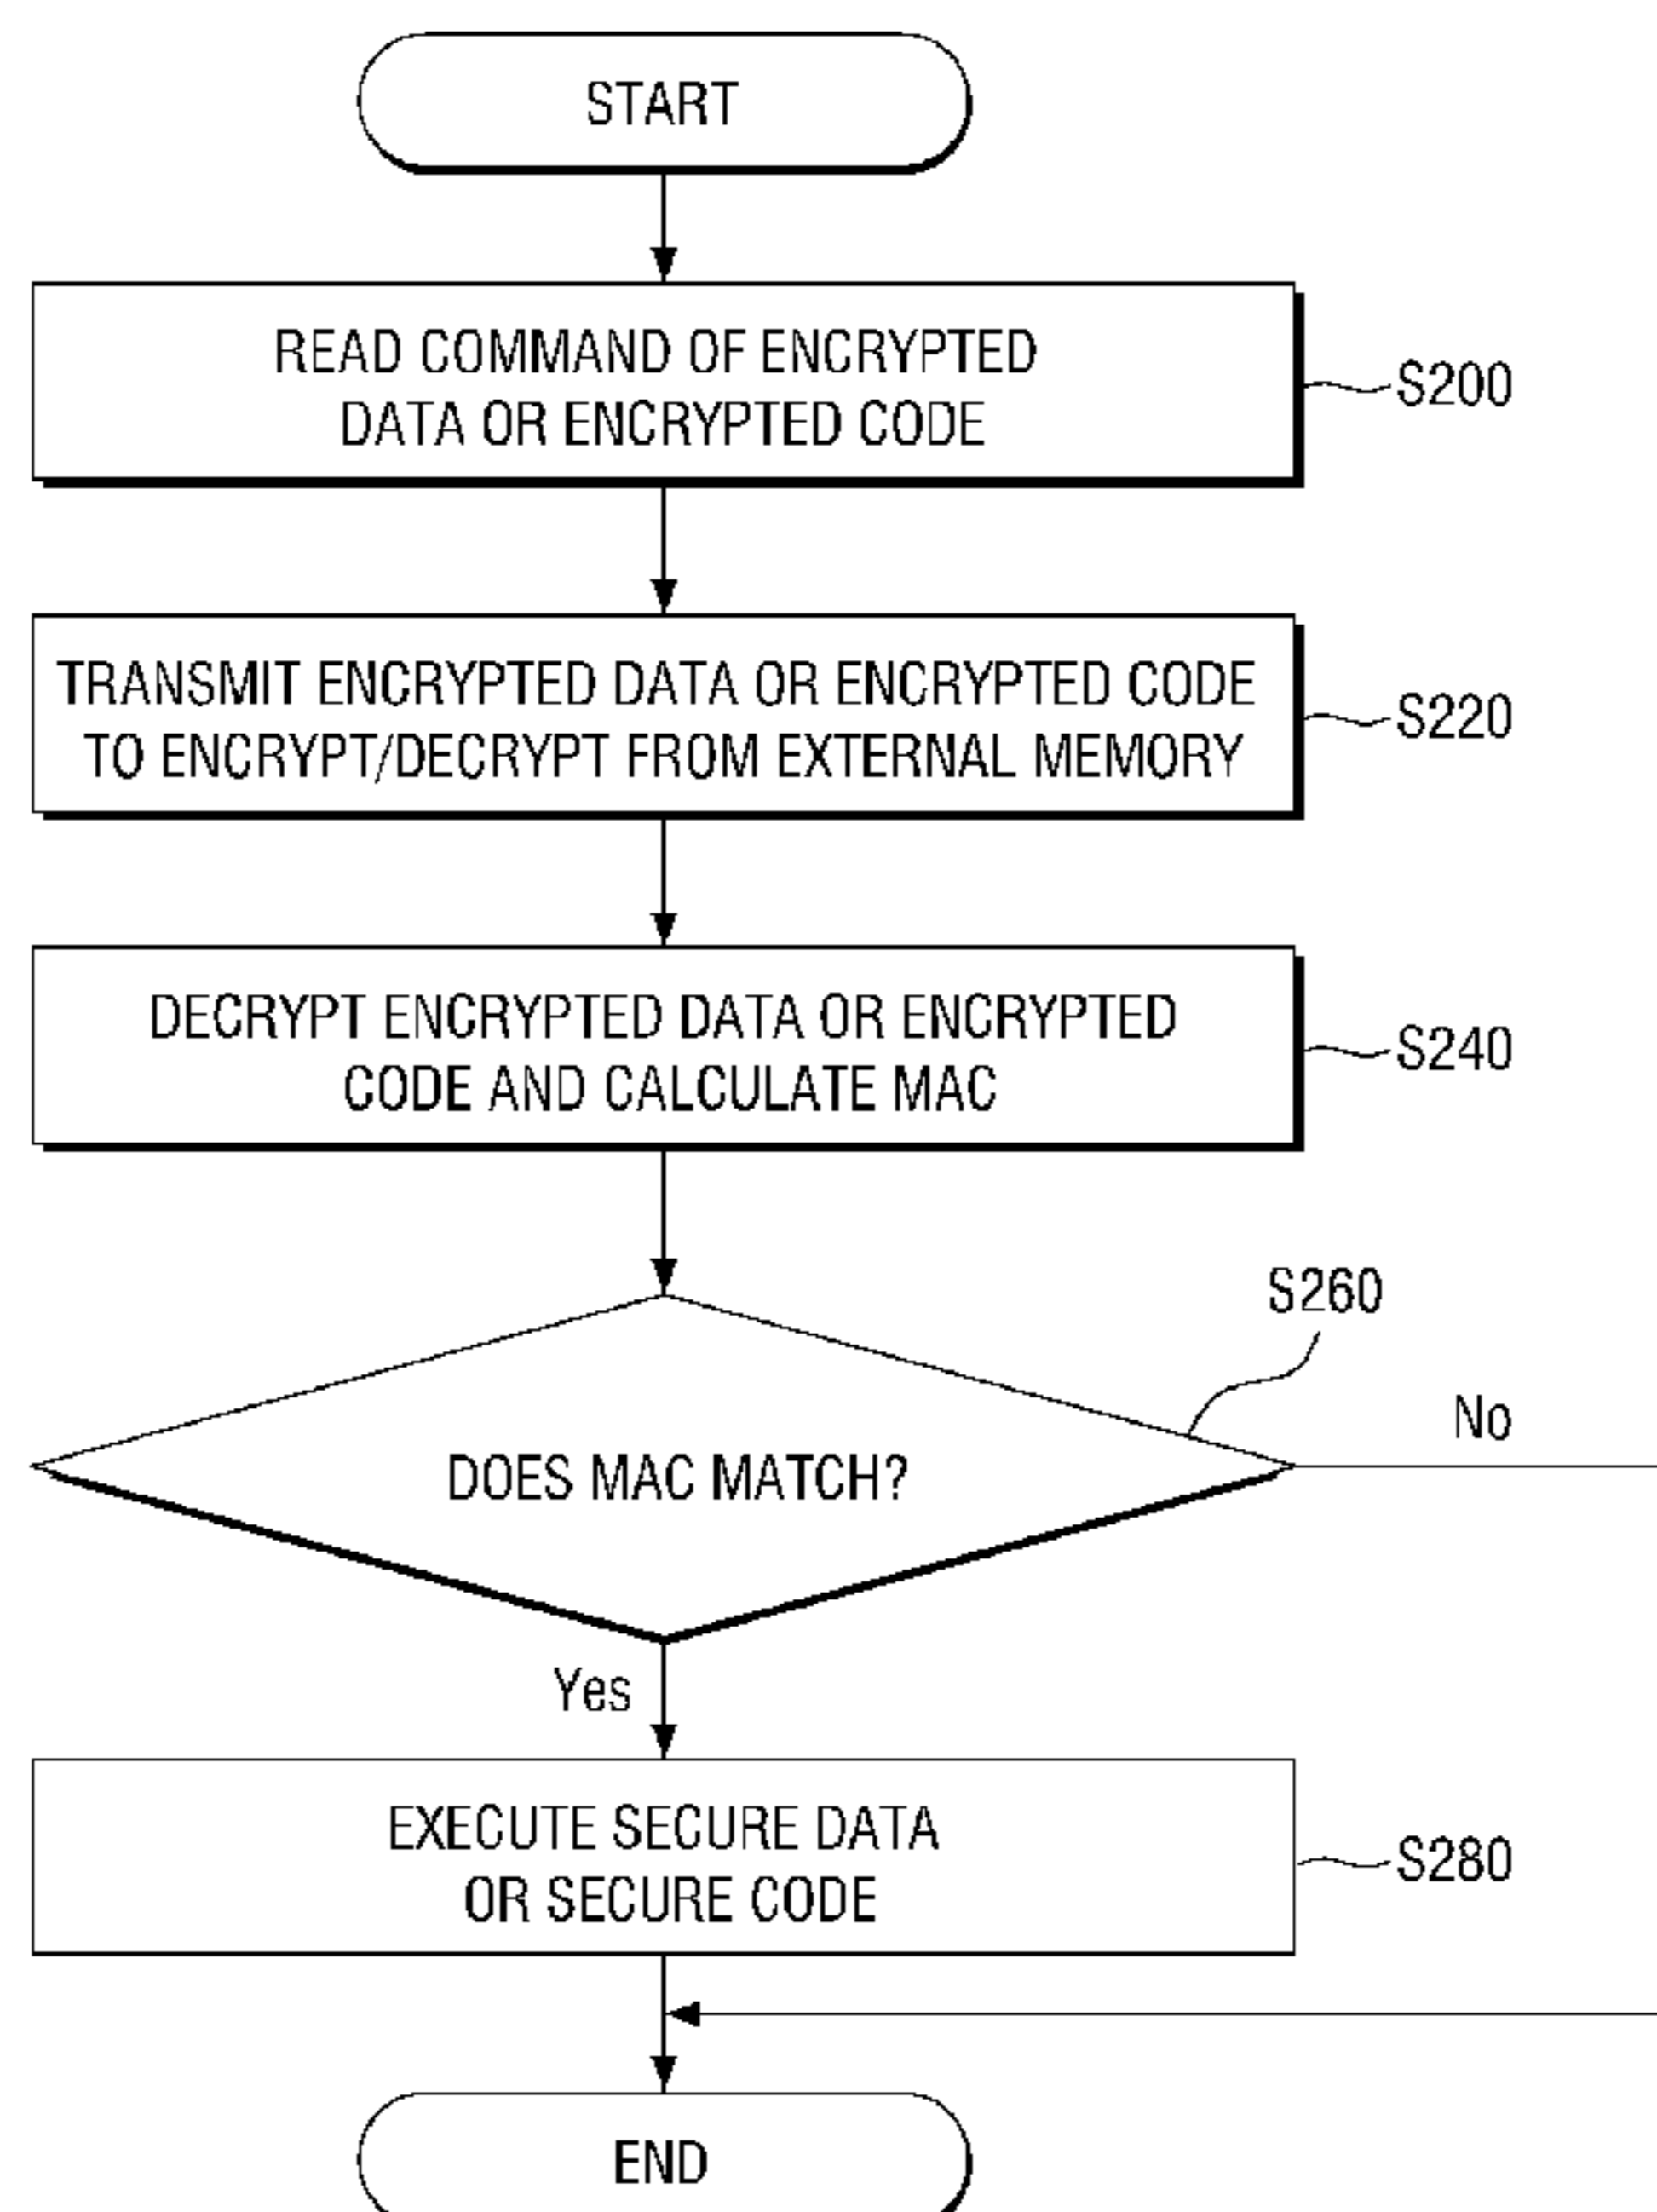 START
READ COMMAND OF ENCRYPTED
DATA OR ENCRYPTED CODE
S200
TRANSMIT ENCRYPTED DATA OR ENCRYPTED CODE
TO ENCRYPT/DECRYPT FROM EXTERNAL MEMORY
S220
DECRYPT ENCRYPTED DATA OR ENCRYPTED
CODE AND CALCULATE MAC
S240
S260
No
DOES MAC MATCH?
Yes
EXECUTE SECURE DATA
OR SECURE CODE
S280
END